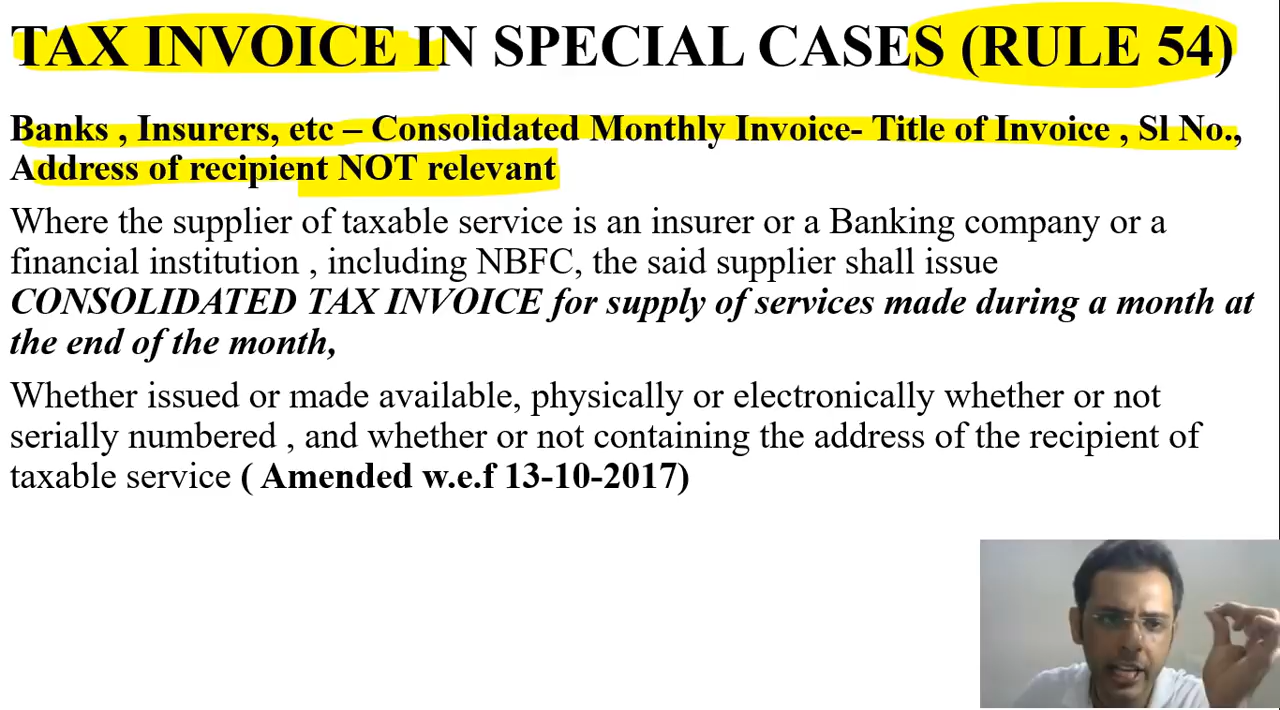 TAX INVOICE IN SPECIAL CASES (RULE 54)
Banks , Insurers, etc – Consolidated Monthly Invoice- Title of Invoice , Sl No.,
Address of recipient NOT relevant
Where the supplier of taxable service is an insurer or a Banking company or a
financial institution , including NBFC, the said supplier shall issue
CONSOLIDATED TAX INVOICE for supply of services made during a month at
the end of the month,
Whether issued or made available, physically or electronically whether or not
serially numbered , and whether or not containing the address of the recipient of
taxable service ( Amended w.e.f 13-10-2017)